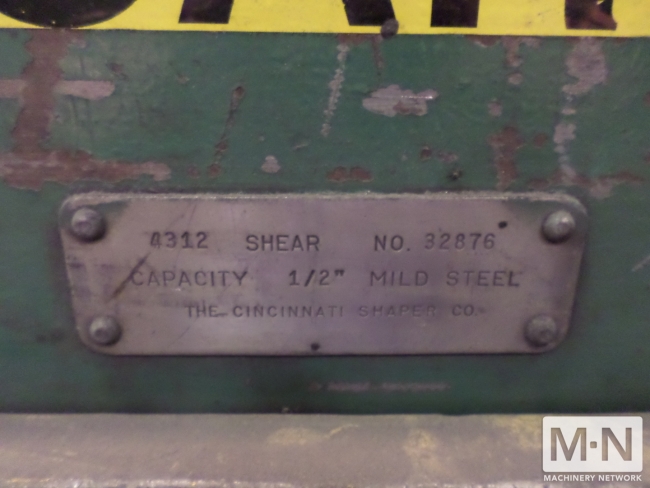 4312 SHEAR NO. 32876
CAPACITY 1/2" MILD STEEL
THE CINCINNATI SHAPER CO.
M·N
MACHINERY NETWORK